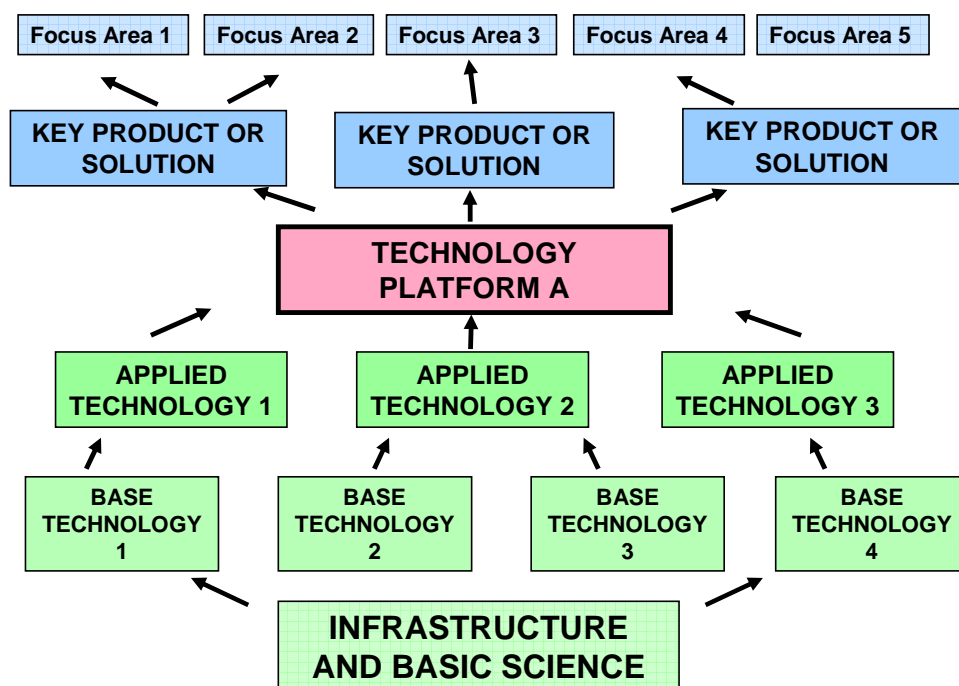 Focus Area 1
Focus Area 2
Focus Area 3
Focus Area 4
Focus Area 5
KEY PRODUCT OR
SOLUTION
KEY PRODUCT OR
SOLUTION
KEY PRODUCT OR
SOLUTION
TECHNOLOGY
PLATFORM A
APPLIED
TECHNOLOGY 1
APPLIED
TECHNOLOGY 2
APPLIED
TECHNOLOGY 3
BASE
TECHNOLOGY
1
BASE
TECHNOLOGY
2
BASE
TECHNOLOGY
3
BASE
TECHNOLOGY
4
INFRASTRUCTURE
AND BASIC SCIENCE